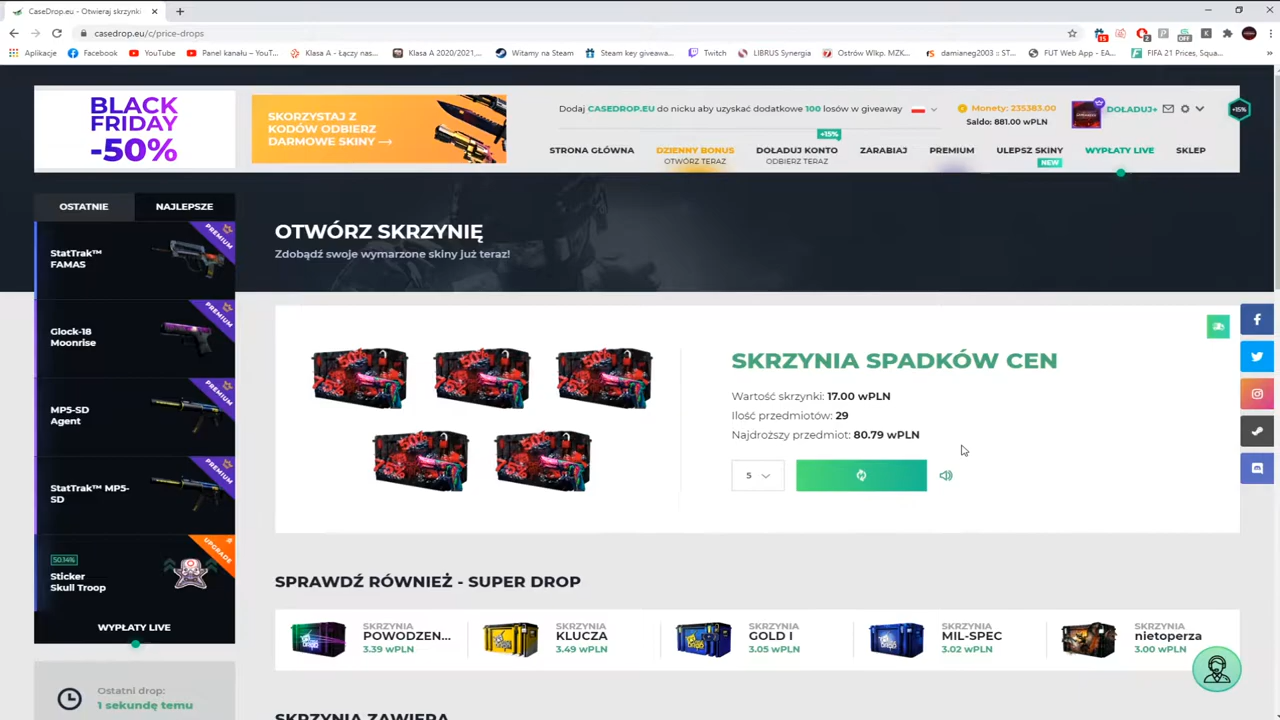 CaseDrop.eu - Otwieraj skrzynki
casedrop.eu/c/price-drops
Aplikacje
Facebook
YouTube
Panel kanału – YouT...
Klasa A - Łączy nas...
Klasa A 2020/2021,...
Witamy na Steam
Steam key giveawa...
Twitch
LIBRUS Synergia
Ostrów Wlkp. MZK...
damianeg2003 :: ST...
FUT Web App - EA...
FIFA 21 Prices, Squa...
BLACK
FRIDAY
-50%
SKORZYSTAJ Z
KODÓW ODBIERZ
DARMOWE SKINY
Dodaj CASEDROP.EU do nicku aby uzyskać dodatkowe 100 losów w giveaway
Monety: 235383.00
Saldo: 881.00 wPLN
DOŁADUJ+
+15%
+15%
STRONA GŁÓWNA
DZIENNY BONUS
OTWÓRZ TERAZ
DOŁADUJ KONTO
ODBIERZ TERAZ
ZARABIAJ
PREMIUM
ULEPSZ SKINY
NEW
WYPŁATY LIVE
SKLEP
OSTATNIE
NAJLEPSZE
StatTrak™
FAMAS
PREMIUM
Glock-18
Moonrise
PREMIUM
MP5-SD
Agent
PREMIUM
StatTrak™ MP5-
SD
PREMIUM
50.14%
Sticker
Skull Troop
UPGRADE
WYPŁATY LIVE
Ostatni drop:
1 sekundę temu
OTWÓRZ SKRZYNIĘ
Zdobądź swoje wymarzone skiny już teraz!
SKRZYNIA SPADKÓW CEN
Wartość skrzynki: 17.00 wPLN
Ilość przedmiotów: 29
Najdroższy przedmiot: 80.79 wPLN
5
SPRAWDŹ RÓWNIEŻ - SUPER DROP
SKRZYNIA
POWODZEN...
3.39 wPLN
SKRZYNIA
KLUCZA
3.49 wPLN
SKRZYNIA
GOLD I
3.05 wPLN
SKRZYNIA
MIL-SPEC
3.02 wPLN
SKRZYNIA
nietoperza
3.00 wPLN
SKRZYNIA ZAWIERA